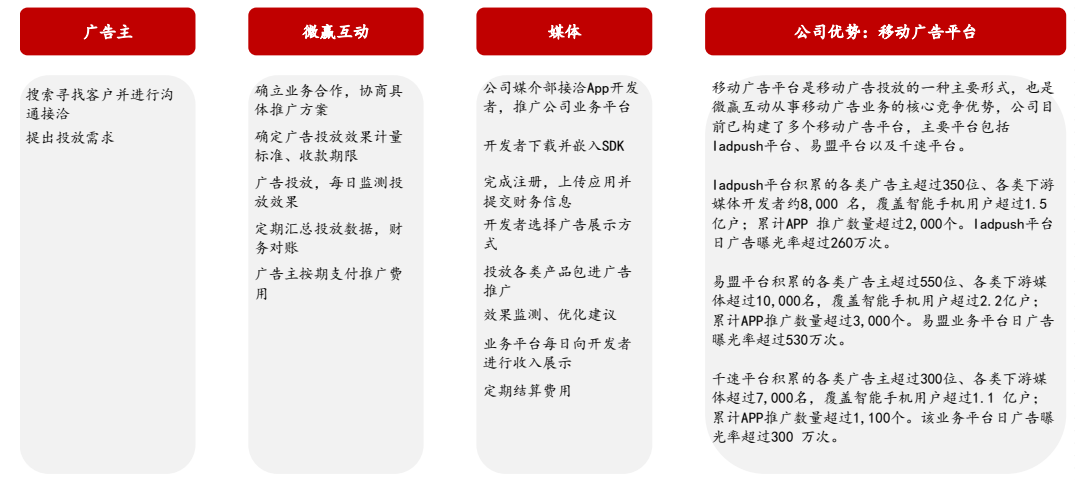 广告主
搜索寻找客户并进行沟
通接洽
提出投放需求
微赢互动
确立业务合作，协商具
体推广方案
确定广告投放效果计量
标准、收款期限
广告投放，每日监测投
放效果
定期汇总投放数据，财
务对账
广告主按期支付推广费
用
媒体
公司媒介部接洽App开发
者，推广公司业务平台
开发者下载并嵌入SDK
完成注册，上传应用并
提交财务信息
开发者选择广告展示方
式
投放各类产品包进广告
推广
效果监测、优化建议
业务平台每日向开发者
进行收入展示
定期结算费用
公司优势：移动广告平台
移动广告平台是移动广告投放的一种主要形式，也是
微赢互动从事移动广告业务的核心竞争优势，公司目
前已构建了多个移动广告平台，主要平台包括
Iadpush平台、易盟平台以及千速平台。
Iadpush平台积累的各类广告主超过350位、各类下游
媒体开发者约8,000 名，覆盖智能手机用户超过1.5
亿户；累计APP 推广数量超过2,000个。Iadpush平台
日广告曝光率超过260万次。
易盟平台积累的各类广告主超过550位、各类下游媒
体超过10,000名，覆盖智能手机用户超过2.2亿户；
累计APP推广数量超过3,000个。易盟业务平台日广告
曝光率超过530万次。
千速平台积累的各类广告主超过300位、各类下游媒
体超过7,000名，覆盖智能手机用户超过1.1 亿户；
累计APP推广数量超过1,100个。该业务平台日广告曝
光率超过300 万次。